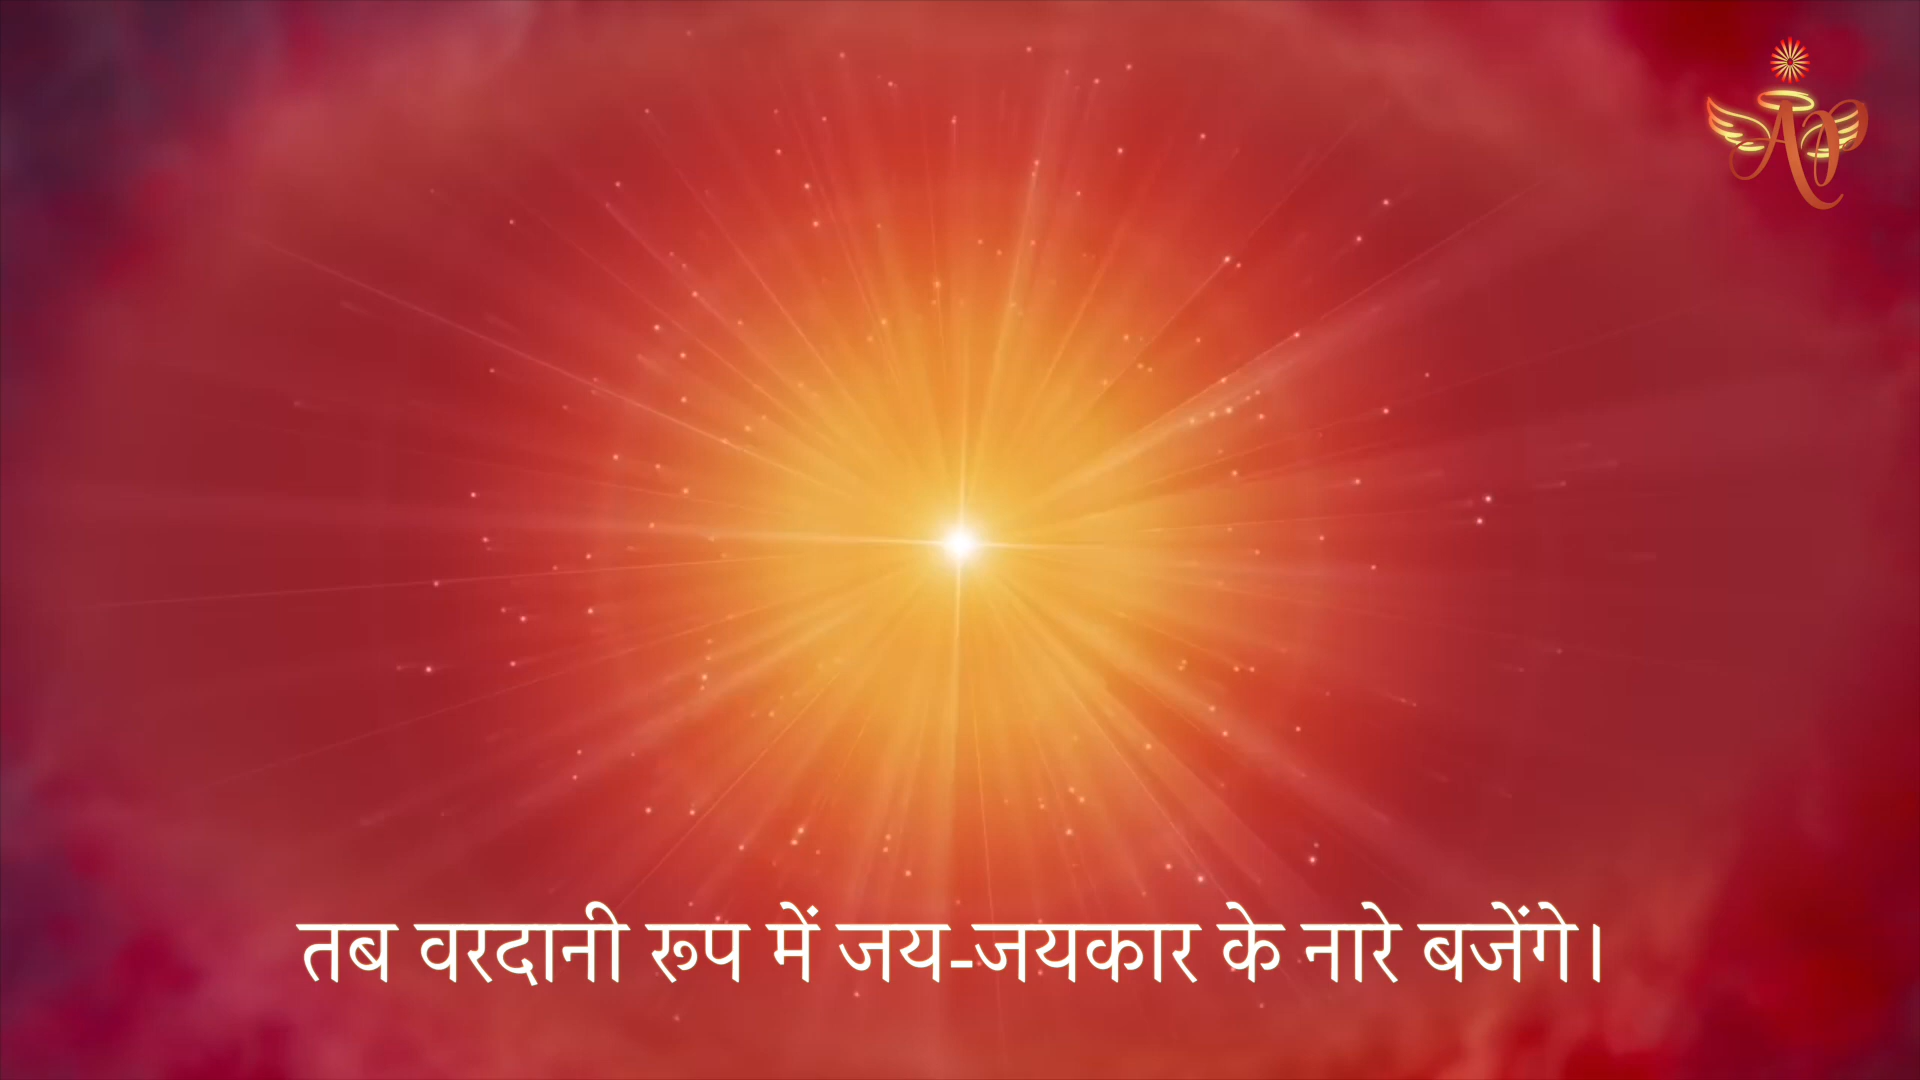 तब वरदानी रूप में जय-जयकार के नारे बजेंगे।